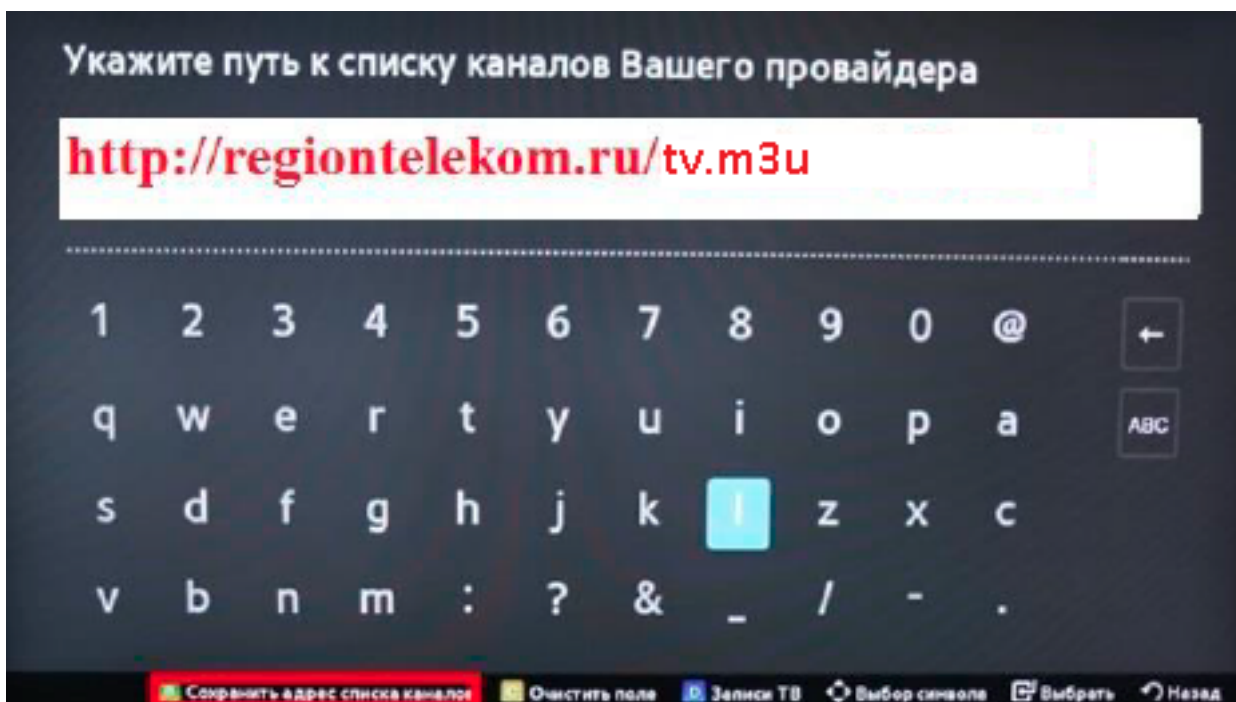 Укажите путь к списку каналов Вашего провайдера
http://regiontelekom.ru/tv.m3u
1 2 3 4 5 6 7 8 9 0 @ ←
q w e r t y u i o p a ABC
s d f g h j k l z x c
v b n m : ? & _ / - .
Сохранить адрес списка каналов C Очистить поле D Записи ТВ Выбор символа Выбрать Назад